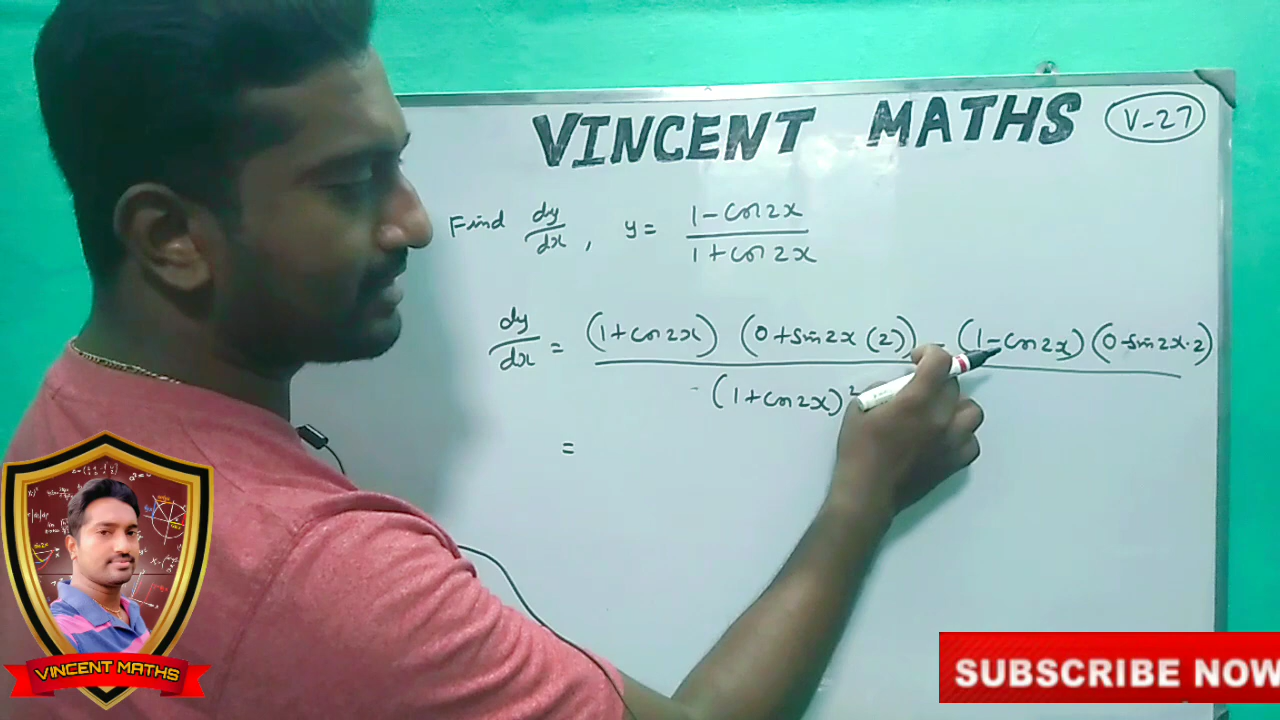 VINCENT MATHS V-27
Find dy/dx, y = 1-cos2x / 1+cos2x
dy/dx = (1+cos2x) (0+sin2x(2)) - (1-cos2x)(0-sin2x.2) / (1+cos2x)²
=
VINCENT MATHS
SUBSCRIBE NOW